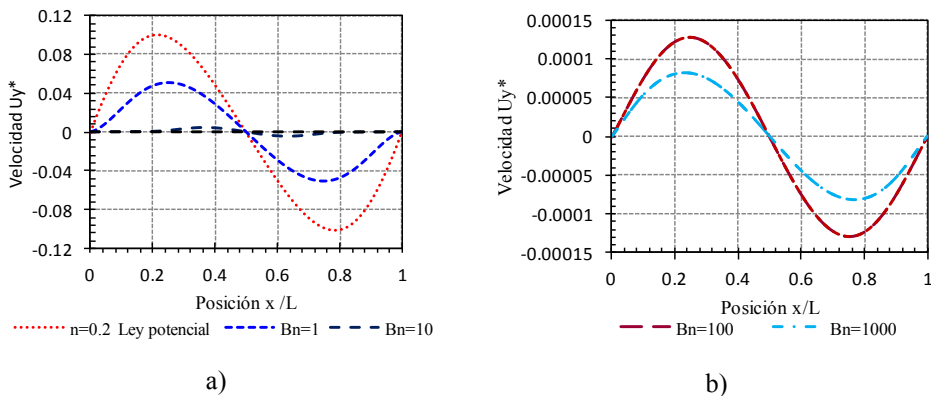 Velocidad Uy*
0.12
0.08
0.04
0
-0.04
-0.08
-0.12
0 0.2 0.4 0.6 0.8 1
Posición x /L
n=0.2 Ley potencial Bn=1 Bn=10
a)
Velocidad Uy*
0.00015
0.0001
0.00005
0
-0.00005
-0.0001
-0.00015
0 0.2 0.4 0.6 0.8 1
Posición x/L
Bn=100 Bn=1000
b)